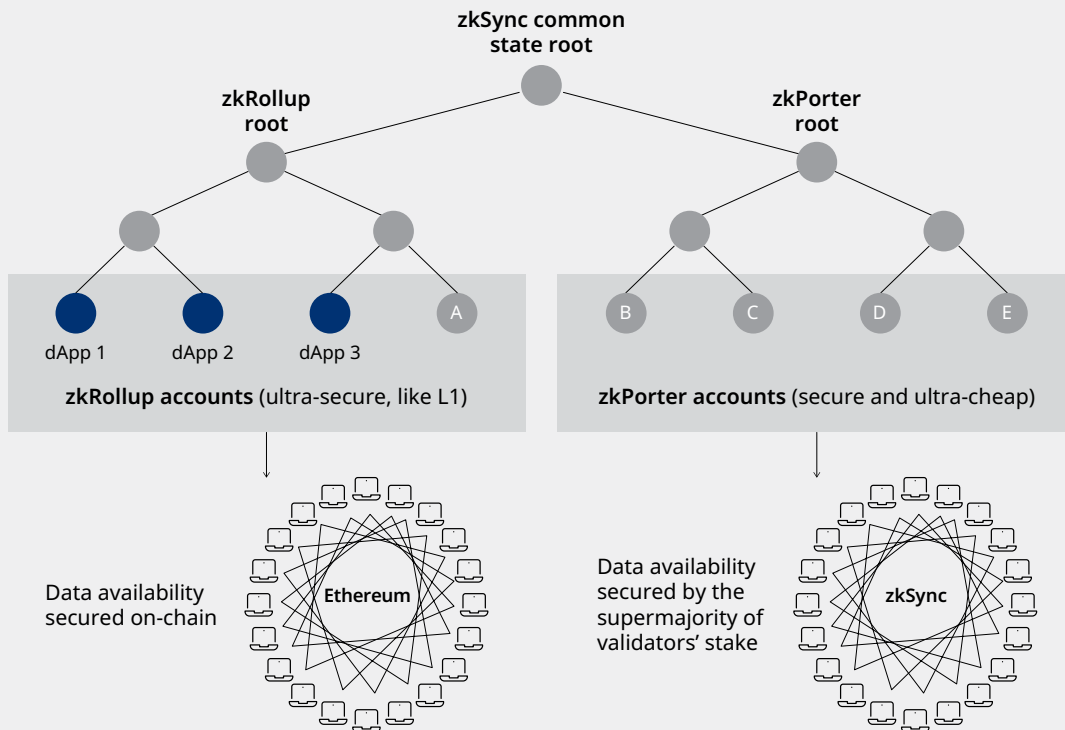 zkSync common
state root
zkRollup
root
zkPorter
root
A
B
C
D
E
dApp 1
dApp 2
dApp 3
zkRollup accounts (ultra-secure, like L1)
zkPorter accounts (secure and ultra-cheap)
Data availability
secured on-chain
Ethereum
Data availability
secured by the
supermajority of
validators’ stake
zkSync